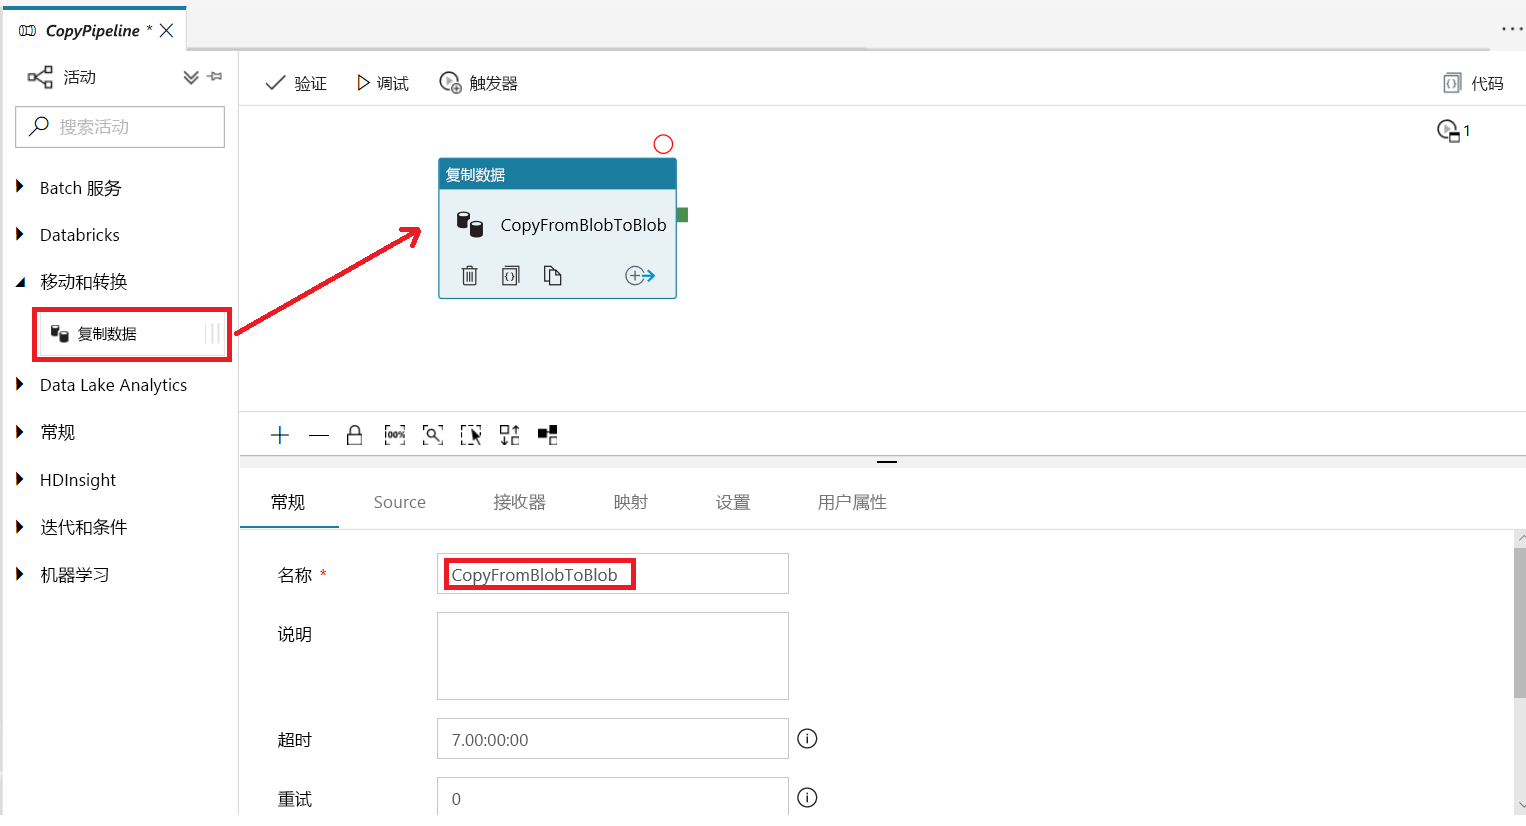 CopyPipeline *
活动
搜索活动
Batch 服务
Databricks
移动和转换
复制数据
Data Lake Analytics
常规
HDInsight
迭代和条件
机器学习
验证 调试 触发器 代码
1
复制数据
CopyFromBlobToBlob
100%
常规 Source 接收器 映射 设置 用户属性
名称 * CopyFromBlobToBlob
说明
超时 7.00:00:00
重试 0